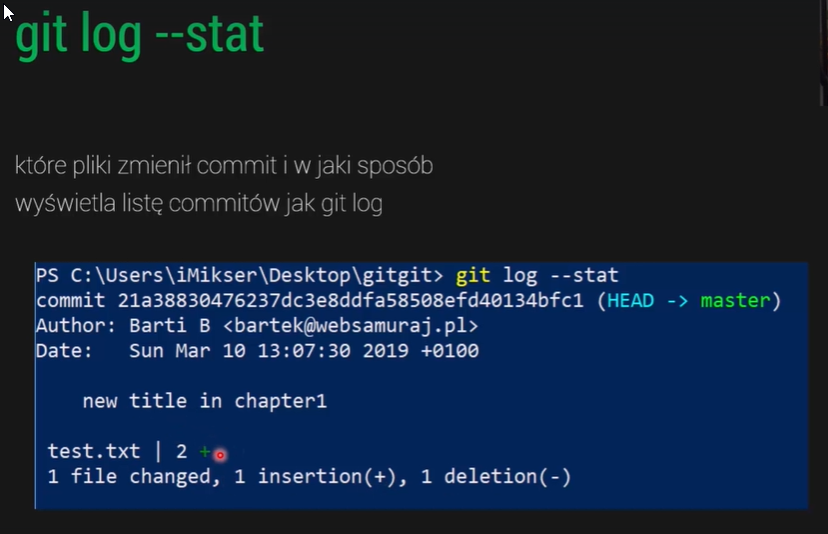 git log --stat
które pliki zmienił commit i w jaki sposób
wyświetla listę commitów jak git log
PS C:\Users\iMikser\Desktop\gitgit> git log --stat
commit 21a38830476237dc3e8ddfa58508efd40134bfc1 (HEAD -> master)
Author: Barti B <bartek@websamuraj.pl>
Date:   Sun Mar 10 13:07:30 2019 +0100
new title in chapter1
test.txt | 2 +
1 file changed, 1 insertion(+), 1 deletion(-)